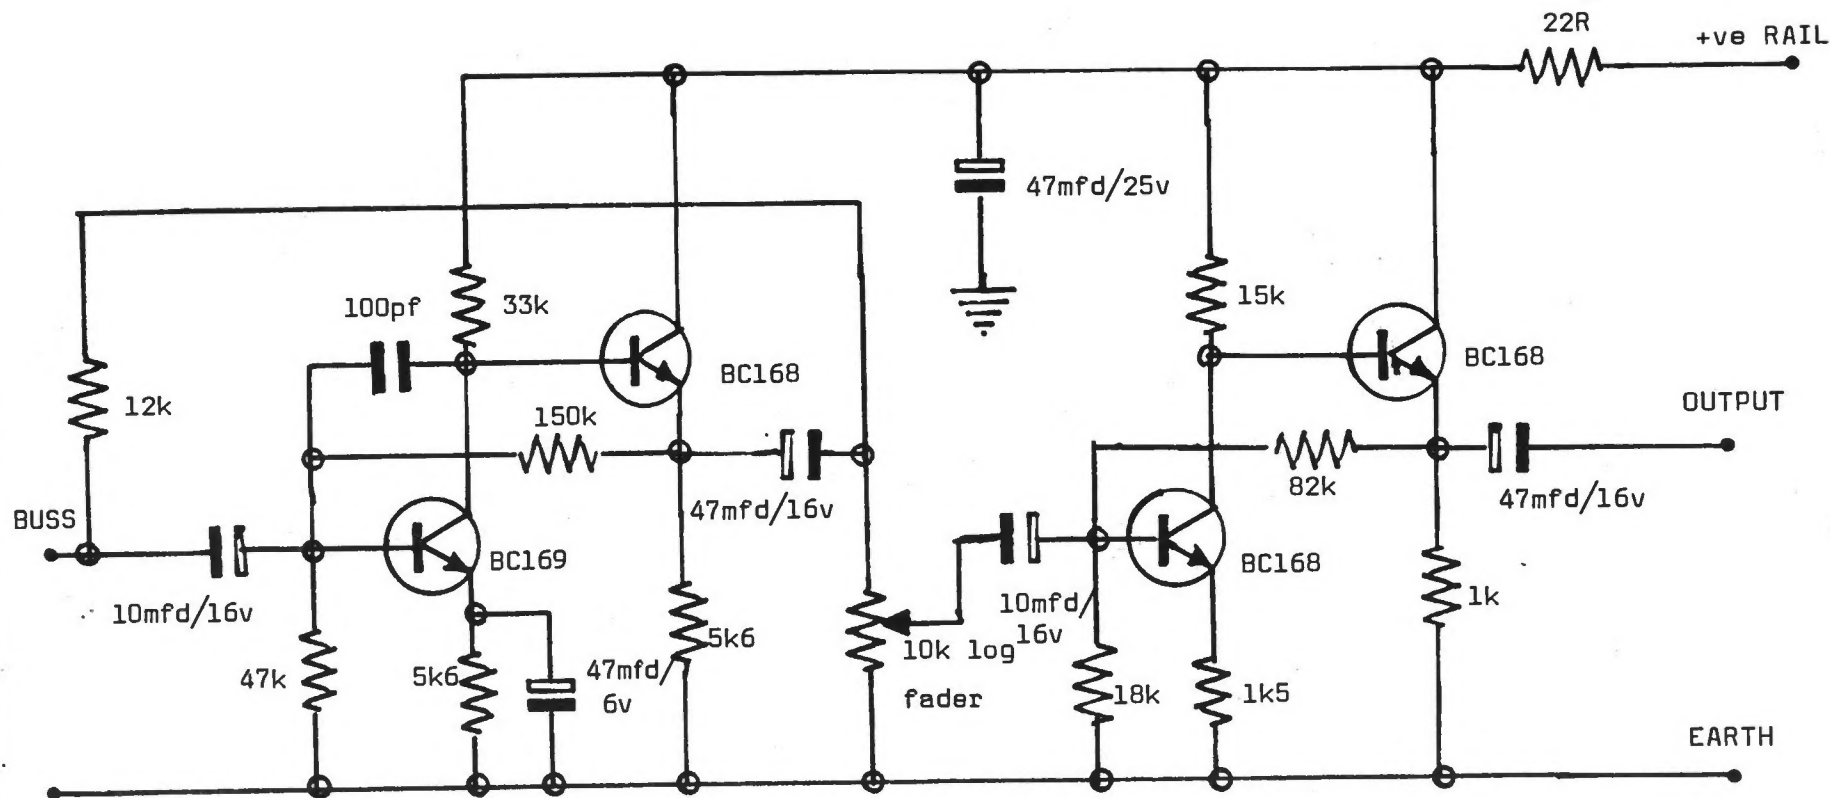 22R
+ve RAIL
47mfd/25v
100pf
33k
15k
BC168
BC168
12k
150k
OUTPUT
82k
47mfd/16v
47mfd/16v
BUSS
BC169
BC168
10mfd/16v
10mfd/
16v
1k
47k
5k6
47mfd/
6v
5k6
10k log
fader
18k
1k5
EARTH